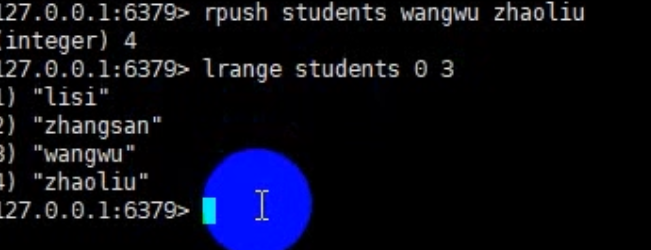 127.0.0.1:6379> rpush students wangwu zhaoliu
(integer) 4
127.0.0.1:6379> lrange students 0 3
1) "lisi"
2) "zhangsan"
3) "wangwu"
4) "zhaoliu"
127.0.0.1:6379>